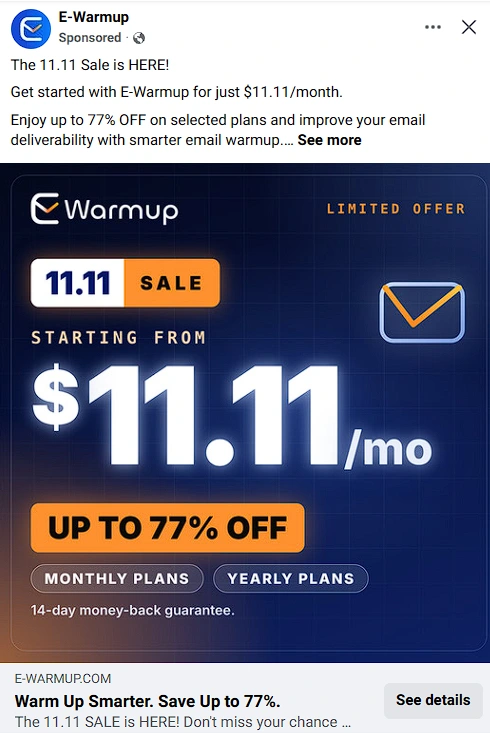 E-Warmup
Sponsored ·
The 11.11 Sale is HERE!
Get started with E-Warmup for just $11.11/month.
Enjoy up to 77% OFF on selected plans and improve your email
deliverability with smarter email warmup.... See more
Warmup
LIMITED OFFER
11.11 SALE
STARTING FROM
$11.11/mo
UP TO 77% OFF
MONTHLY PLANS
YEARLY PLANS
14-day money-back guarantee.
E-WARMUP.COM
Warm Up Smarter. Save Up to 77%.
See details
The 11.11 SALE is HERE! Don't miss your chance ...